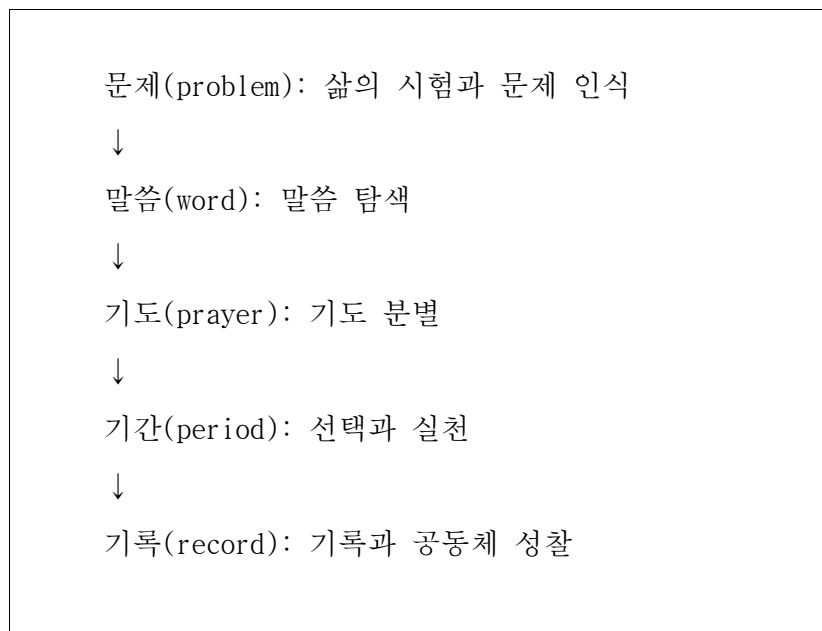 문제(problem): 삶의 시험과 문제 인식
↓
말씀(word): 말씀 탐색
↓
기도(prayer): 기도 분별
↓
기간(period): 선택과 실천
↓
기록(record): 기록과 공동체 성찰